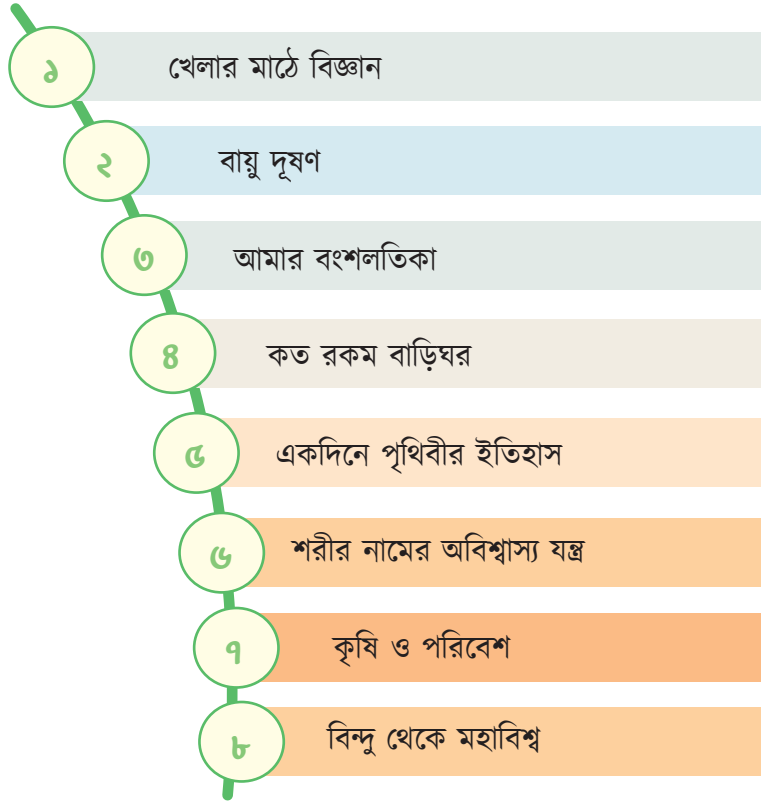 ১ খেলার মাঠে বিজ্ঞান
২ বায়ু দূষণ
৩ আমার বংশলতিকা
৪ কত রকম বাড়িঘর
৫ একদিনে পৃথিবীর ইতিহাস
৬ শরীর নামের অবিশ্বাস্য যন্ত্র
৭ কৃষি ও পরিবেশ
৮ বিন্দু থেকে মহাবিশ্ব